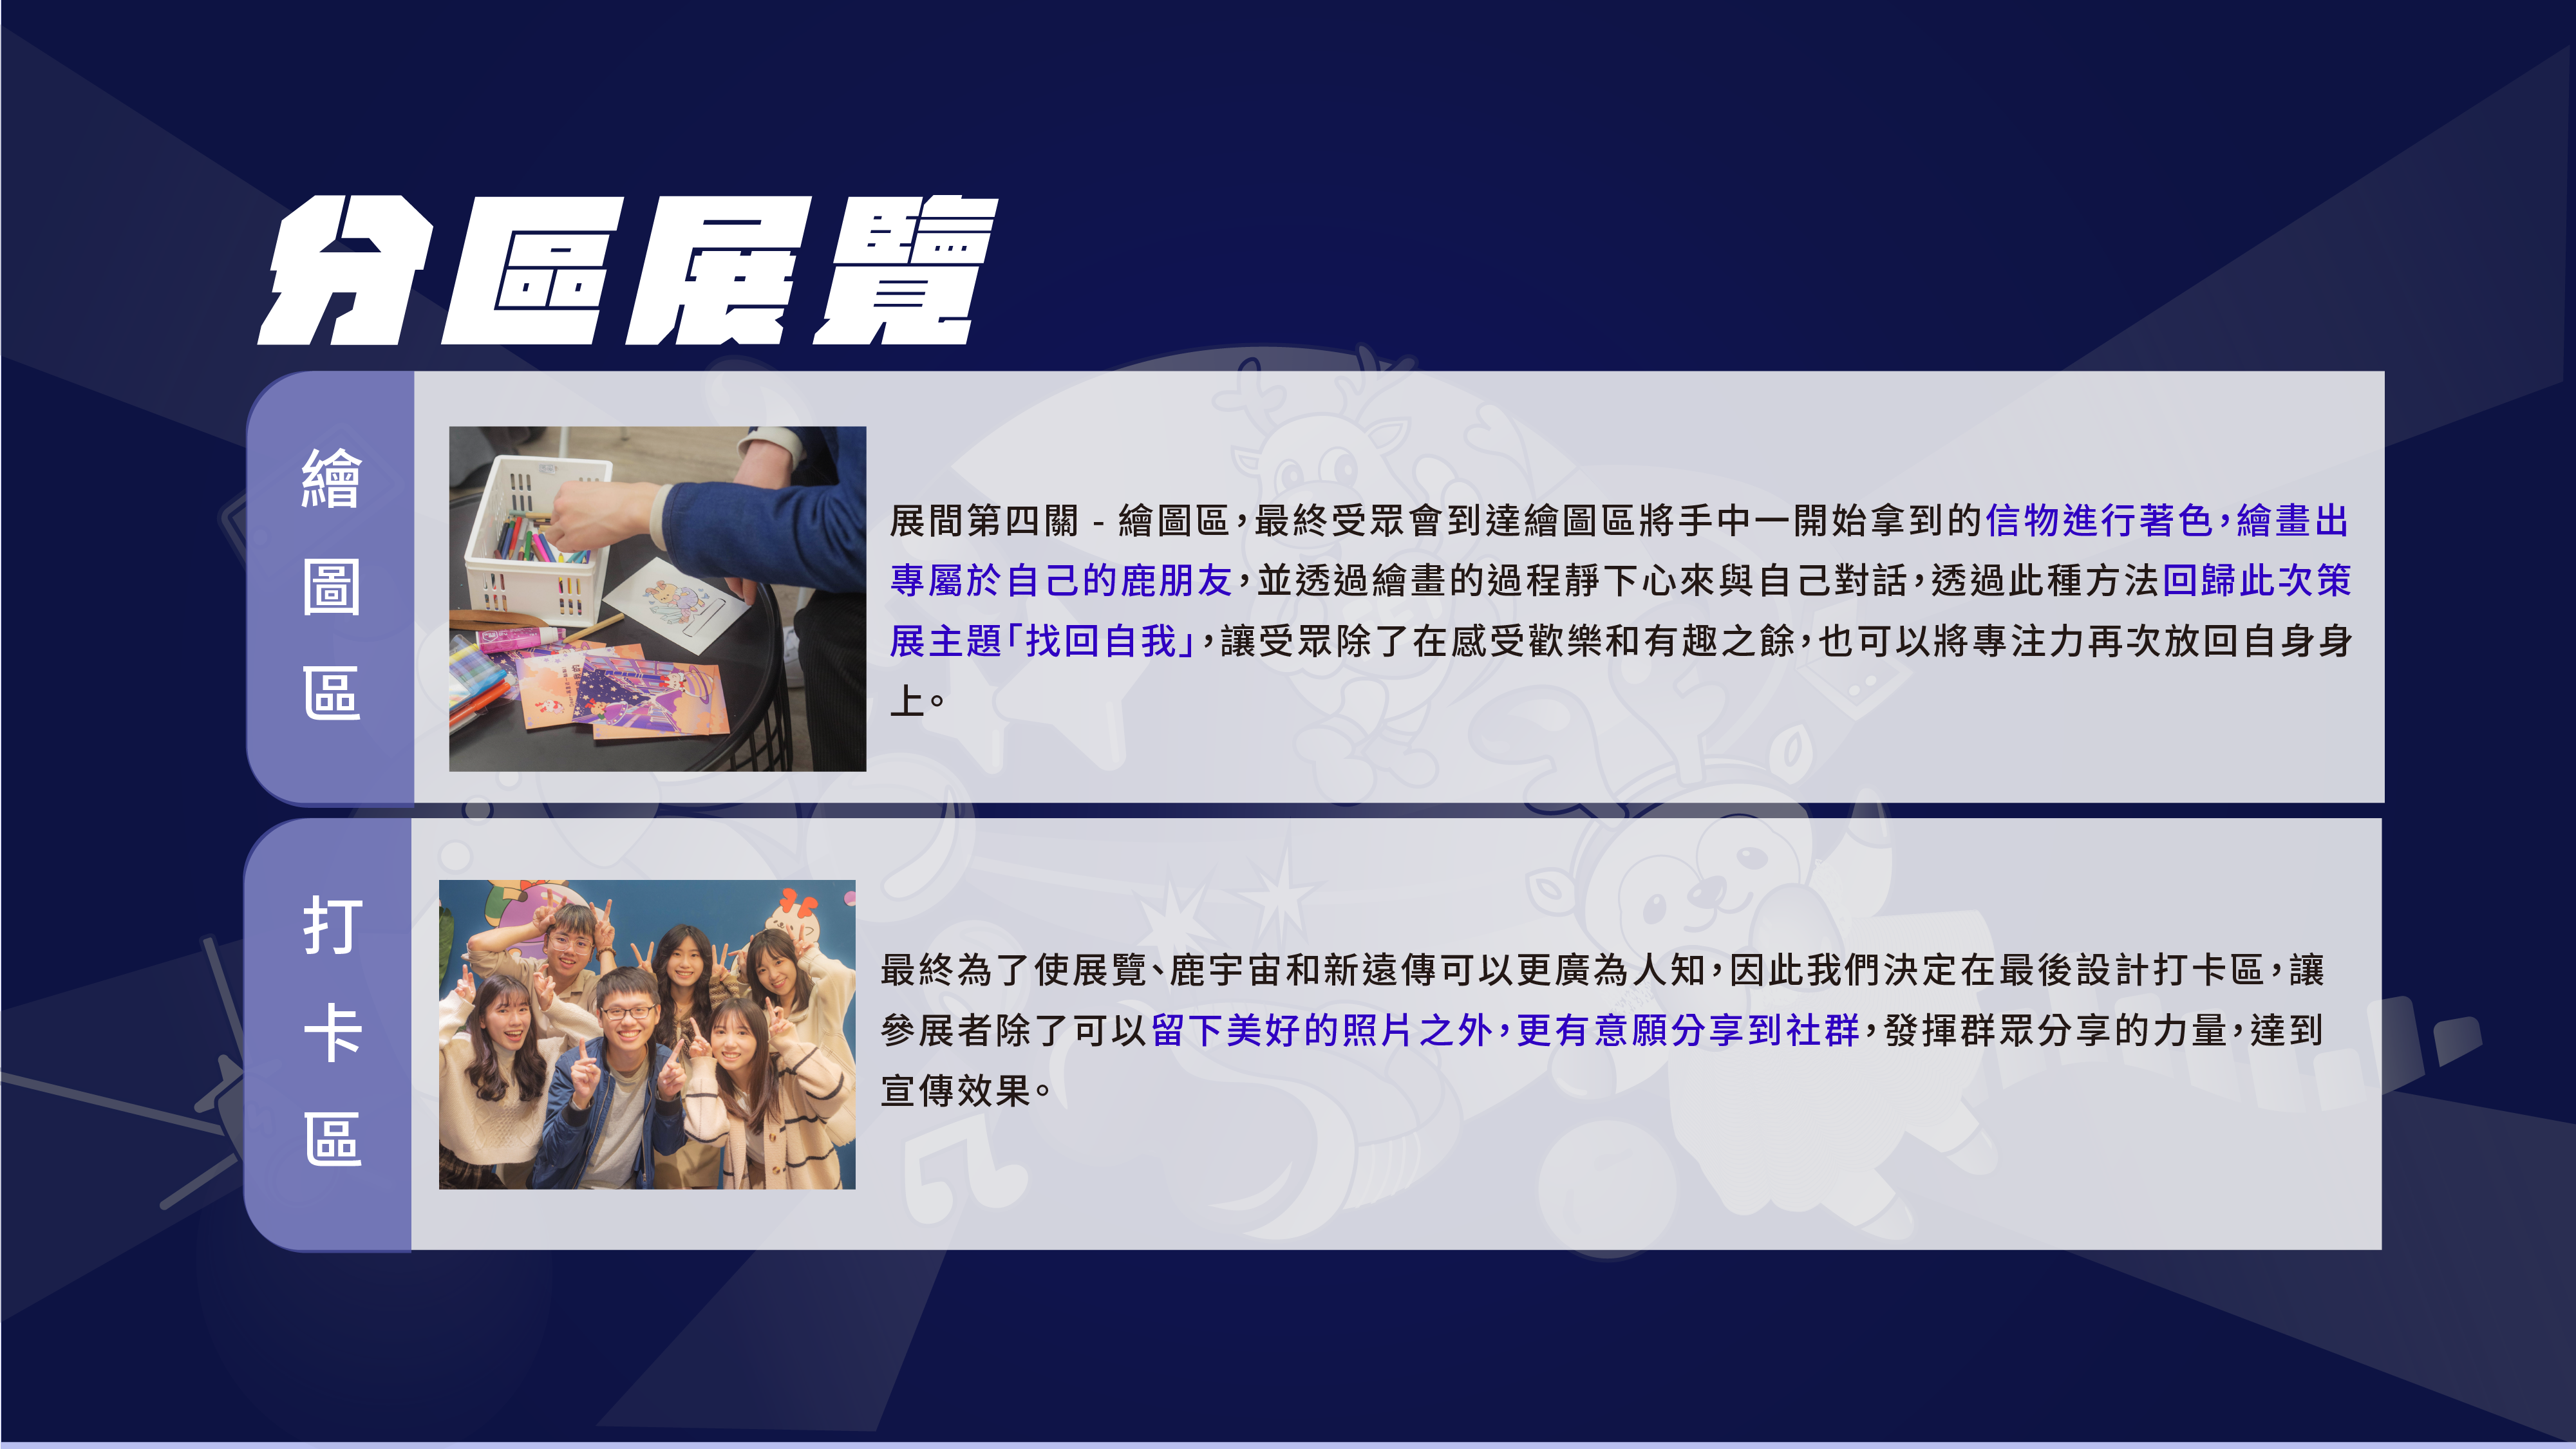 分區展覽
繪圖區
展間第四關 - 繪圖區，最終受眾會到達繪圖區將手中一開始拿到的信物進行著色，繪畫出
專屬於自己的鹿朋友，並透過繪畫的過程靜下心來與自己對話，透過此種方法回歸此次策
展主題「找回自我」，讓受眾除了在感受歡樂和有趣之餘，也可以將專注力再次放回自身身
上。
打卡區
最終為了使展覽、鹿宇宙和新遠傳可以更廣為人知，因此我們決定在最後設計打卡區，讓
參展者除了可以留下美好的照片之外，更有意願分享到社群，發揮群眾分享的力量，達到
宣傳效果。